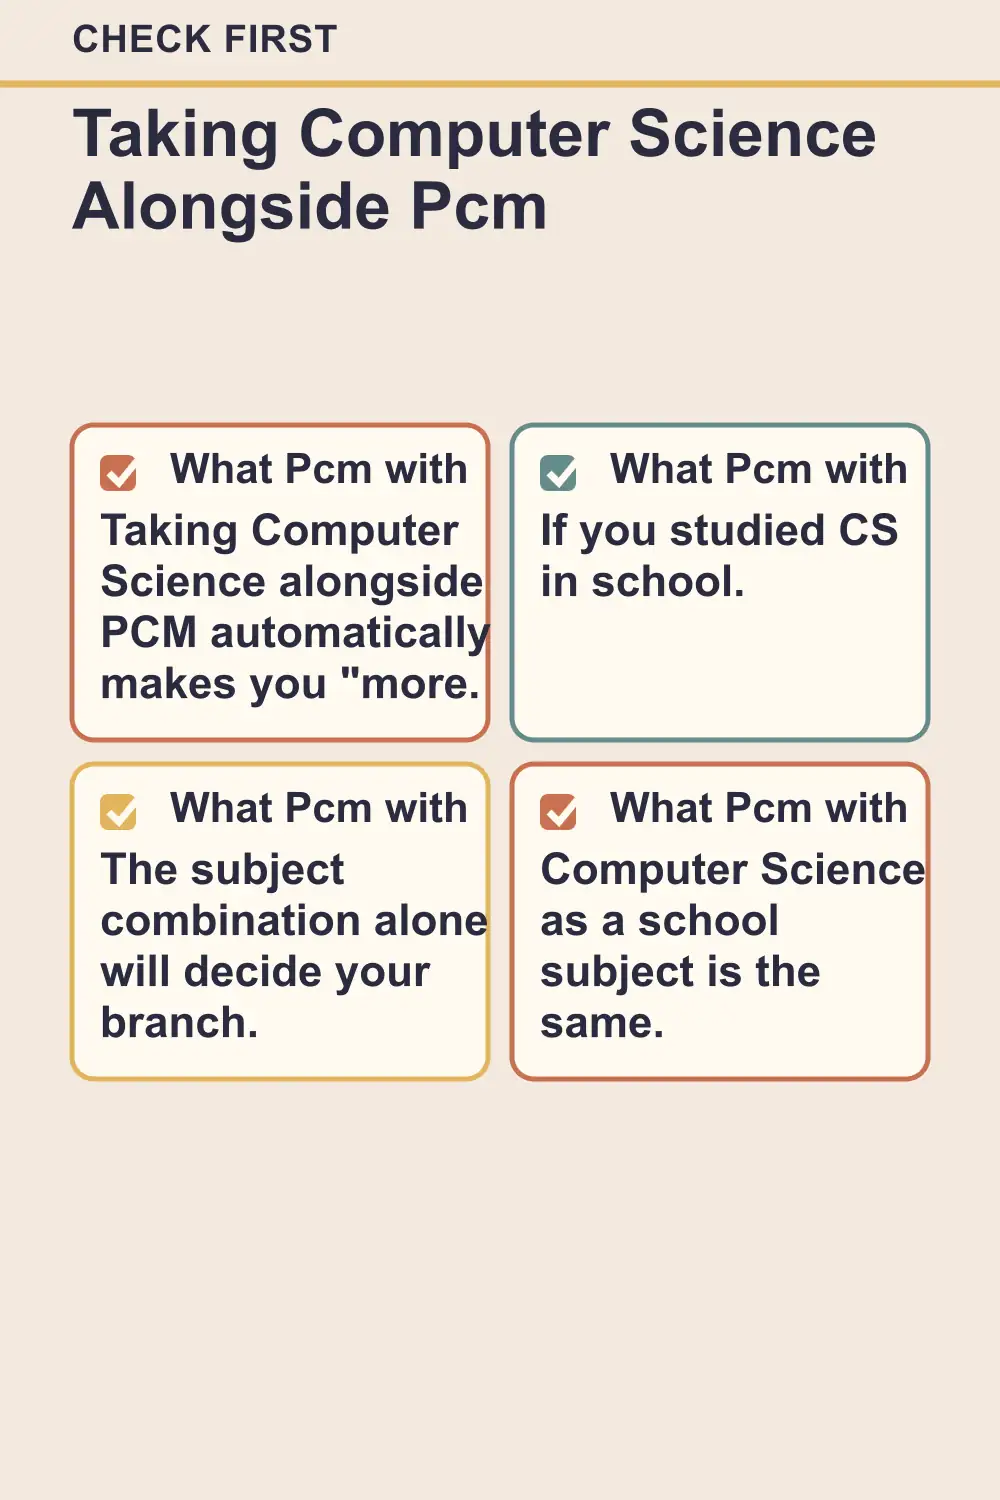 CHECK FIRST
Taking Computer Science
Alongside Pcm
What Pcm with
Taking Computer
Science alongside
PCM automatically
makes you "more.
What Pcm with
If you studied CS
in school.
What Pcm with
The subject
combination alone
will decide your
branch.
What Pcm with
Computer Science
as a school
subject is the
same.